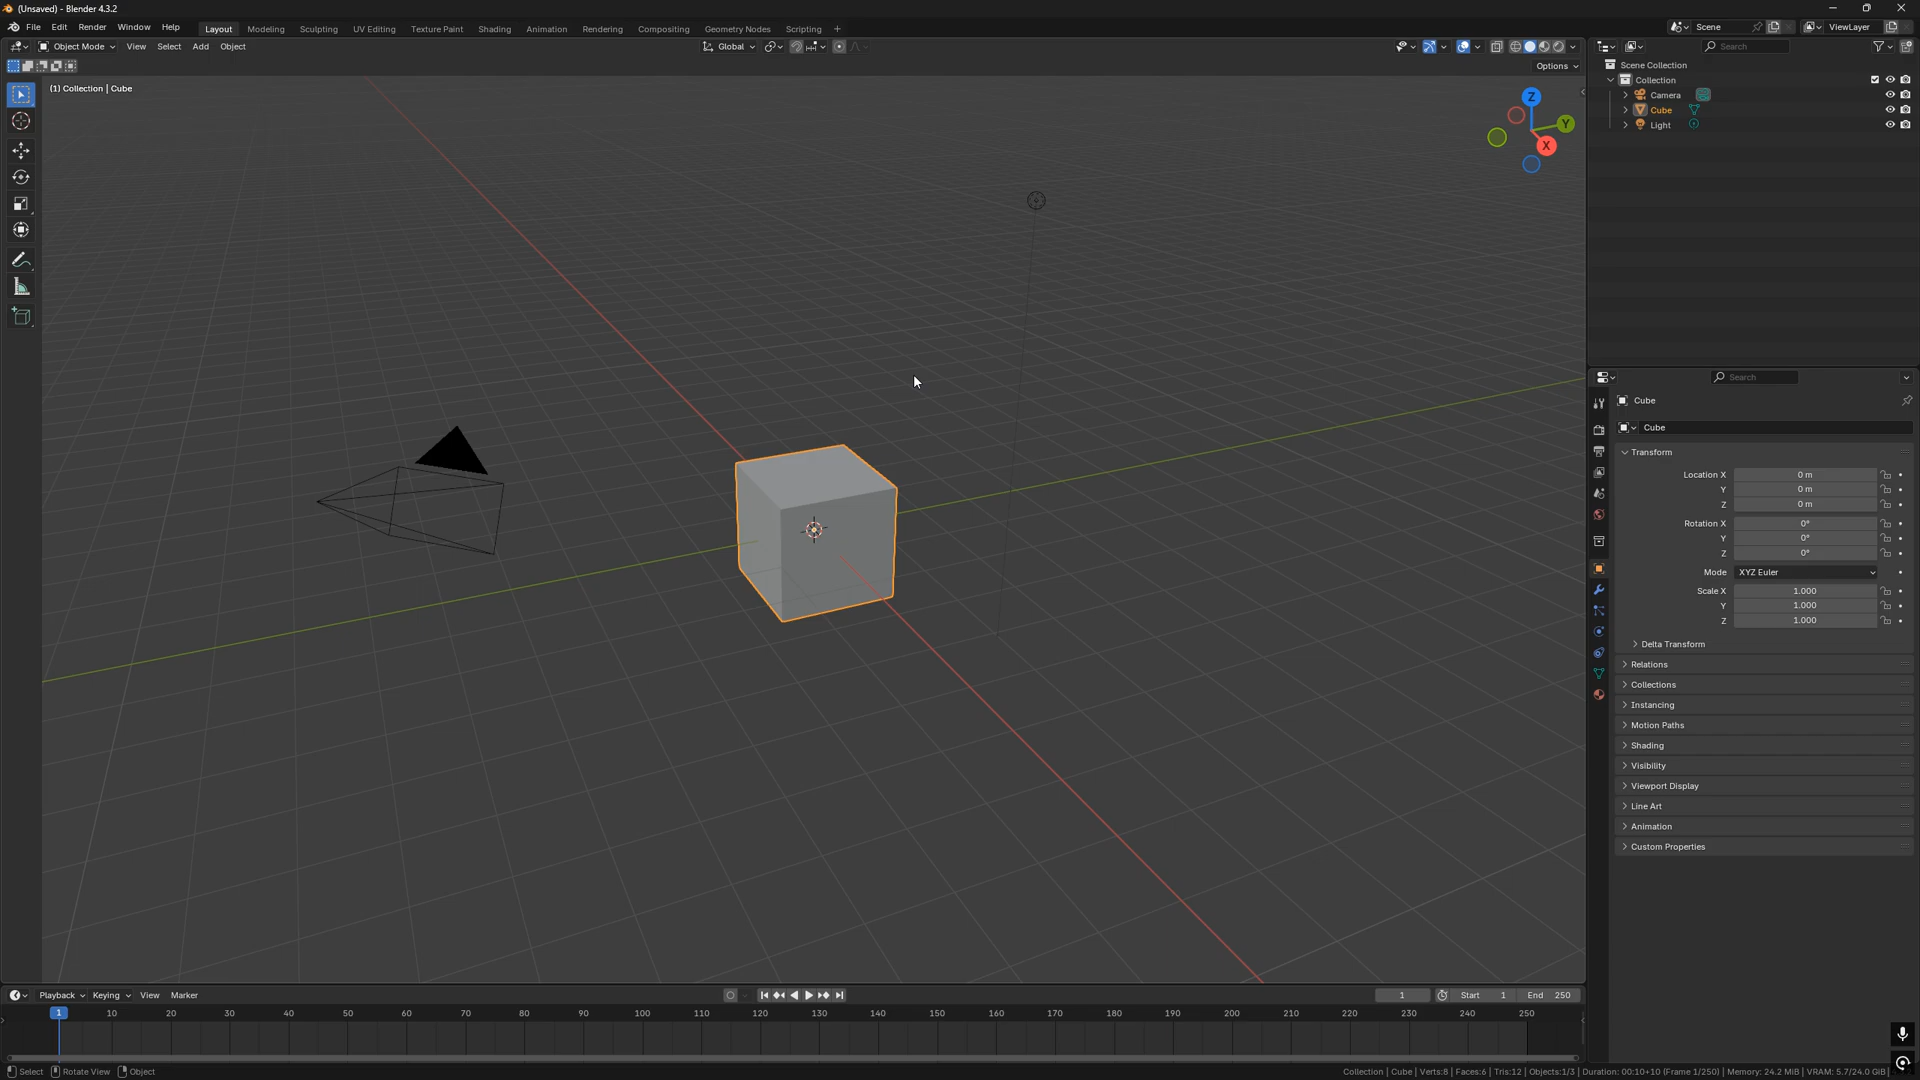 (Unsaved) - Blender 4.3.2
File Edit Render Window Help Layout Modeling Sculpting UV Editing Texture Paint Shading Animation Rendering Compositing Geometry Nodes Scripting + Scene ViewLayer
Object Mode View Select Add Object Global Search
Options
(1) Collection | Cube
Z
Y
X
Scene Collection
Collection
Camera
Cube
Light
Search
Cube
Cube
Transform
Location X 0 m
Y 0 m
Z 0 m
Rotation X 0°
Y 0°
Z 0°
Mode XYZ Euler
Scale X 1.000
Y 1.000
Z 1.000
Delta Transform
Relations
Collections
Instancing
Motion Paths
Shading
Visibility
Viewport Display
Line Art
Animation
Custom Properties
Playback Keying View Marker 1 Start 1 End 250
1 10 20 30 40 50 60 70 80 90 100 110 120 130 140 150 160 170 180 190 200 210 220 230 240 250
Select Rotate View Object Collection | Cube | Verts:8 | Faces:6 | Tris:12 | Objects:1/3 | Duration: 00:10+10 (Frame 1/250) | Memory: 24.2 MiB | VRAM: 5.7/24.0 GiB